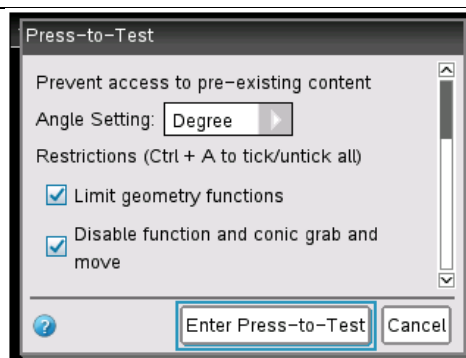 Press-to-Test
Prevent access to pre-existing content
Angle Setting: Degree
Restrictions (Ctrl + A to tick/untick all)
Limit geometry functions
Disable function and conic grab and
move
? Enter Press-to-Test Cancel